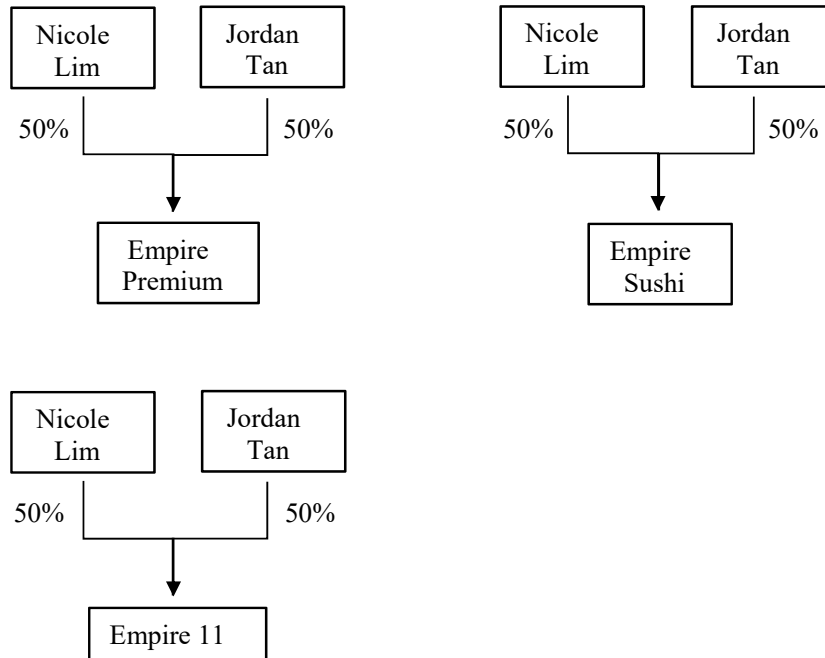 Nicole
Lim
Jordan
Tan
50%
50%
Empire
Premium
Nicole
Lim
Jordan
Tan
50%
50%
Empire
Sushi
Nicole
Lim
Jordan
Tan
50%
50%
Empire 11